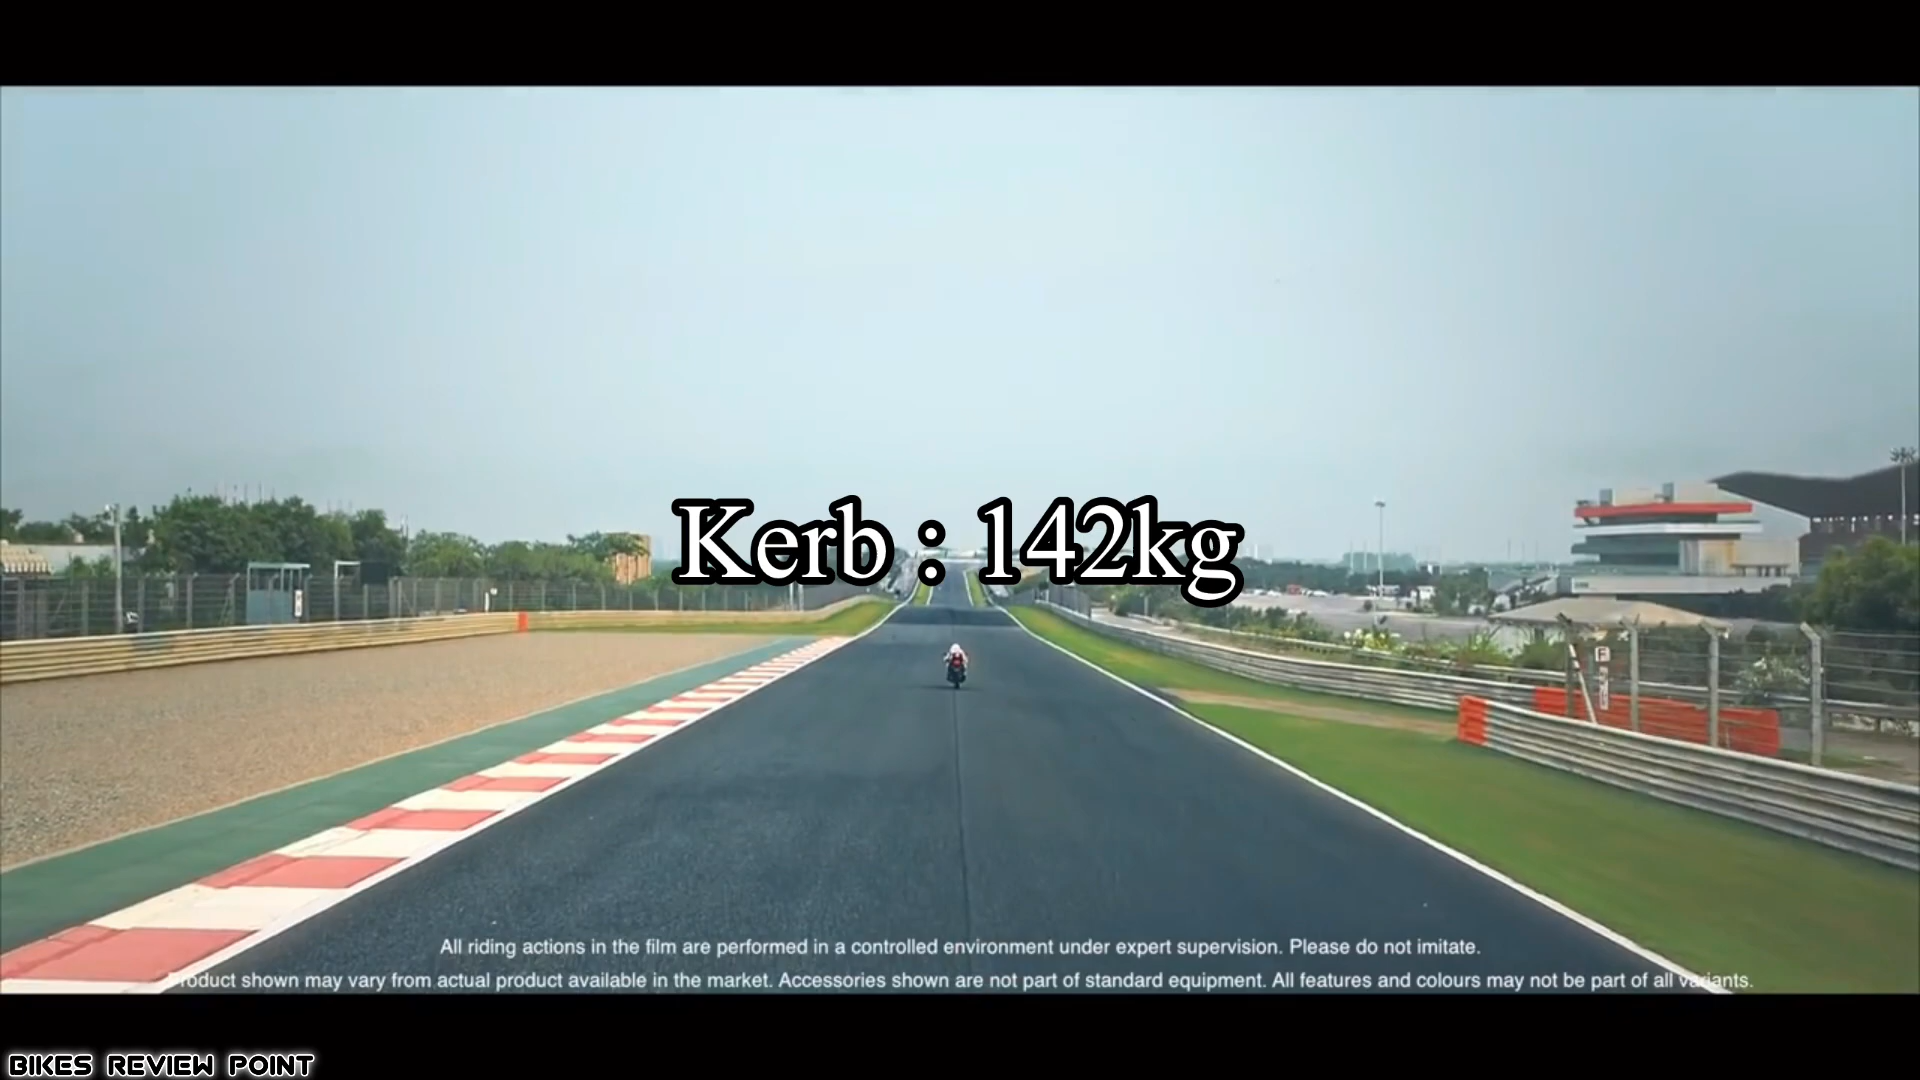 Kerb : 142kg
F
All riding actions in the film are performed in a controlled environment under expert supervision. Please do not imitate.
Product shown may vary from actual product available in the market. Accessories shown are not part of standard equipment. All features and colours may not be part of all variants.
BIKES REVIEW POINT